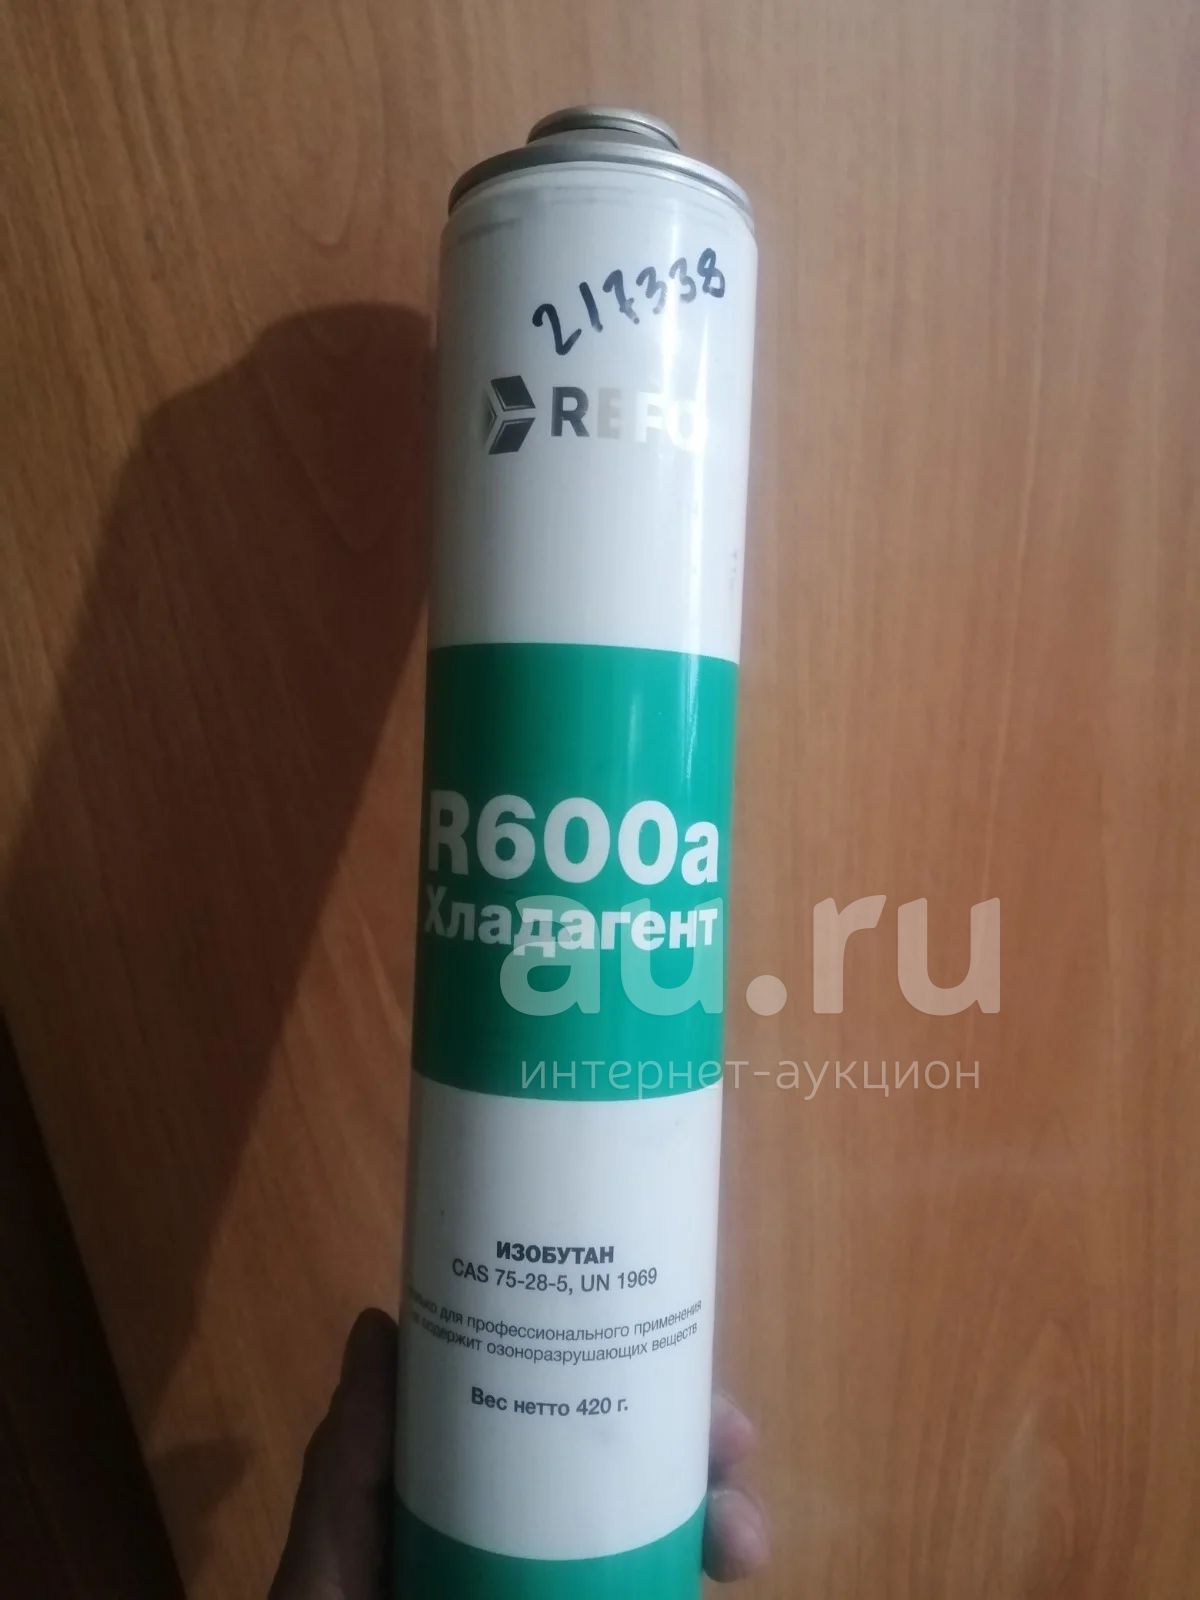 217338
REFO
R600a
Хладагент
au.ru
интернет-аукцион
ИЗОБУТАН
CAS 75-28-5, UN 1969
для профессионального применения
содержит озоноразрушающих веществ
Вес нетто 420 г.